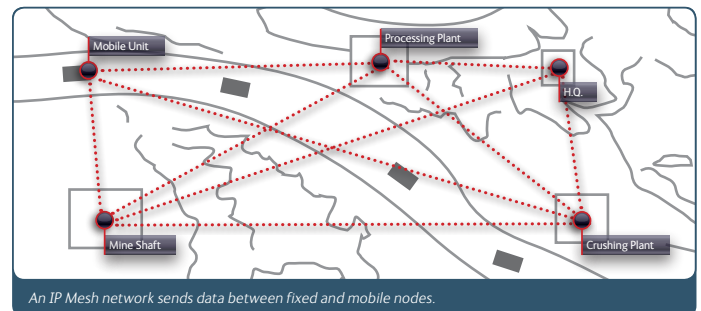 Mobile Unit
Processing Plant
H.Q.
Mine Shaft
Crushing Plant
An IP Mesh network sends data between fixed and mobile nodes.